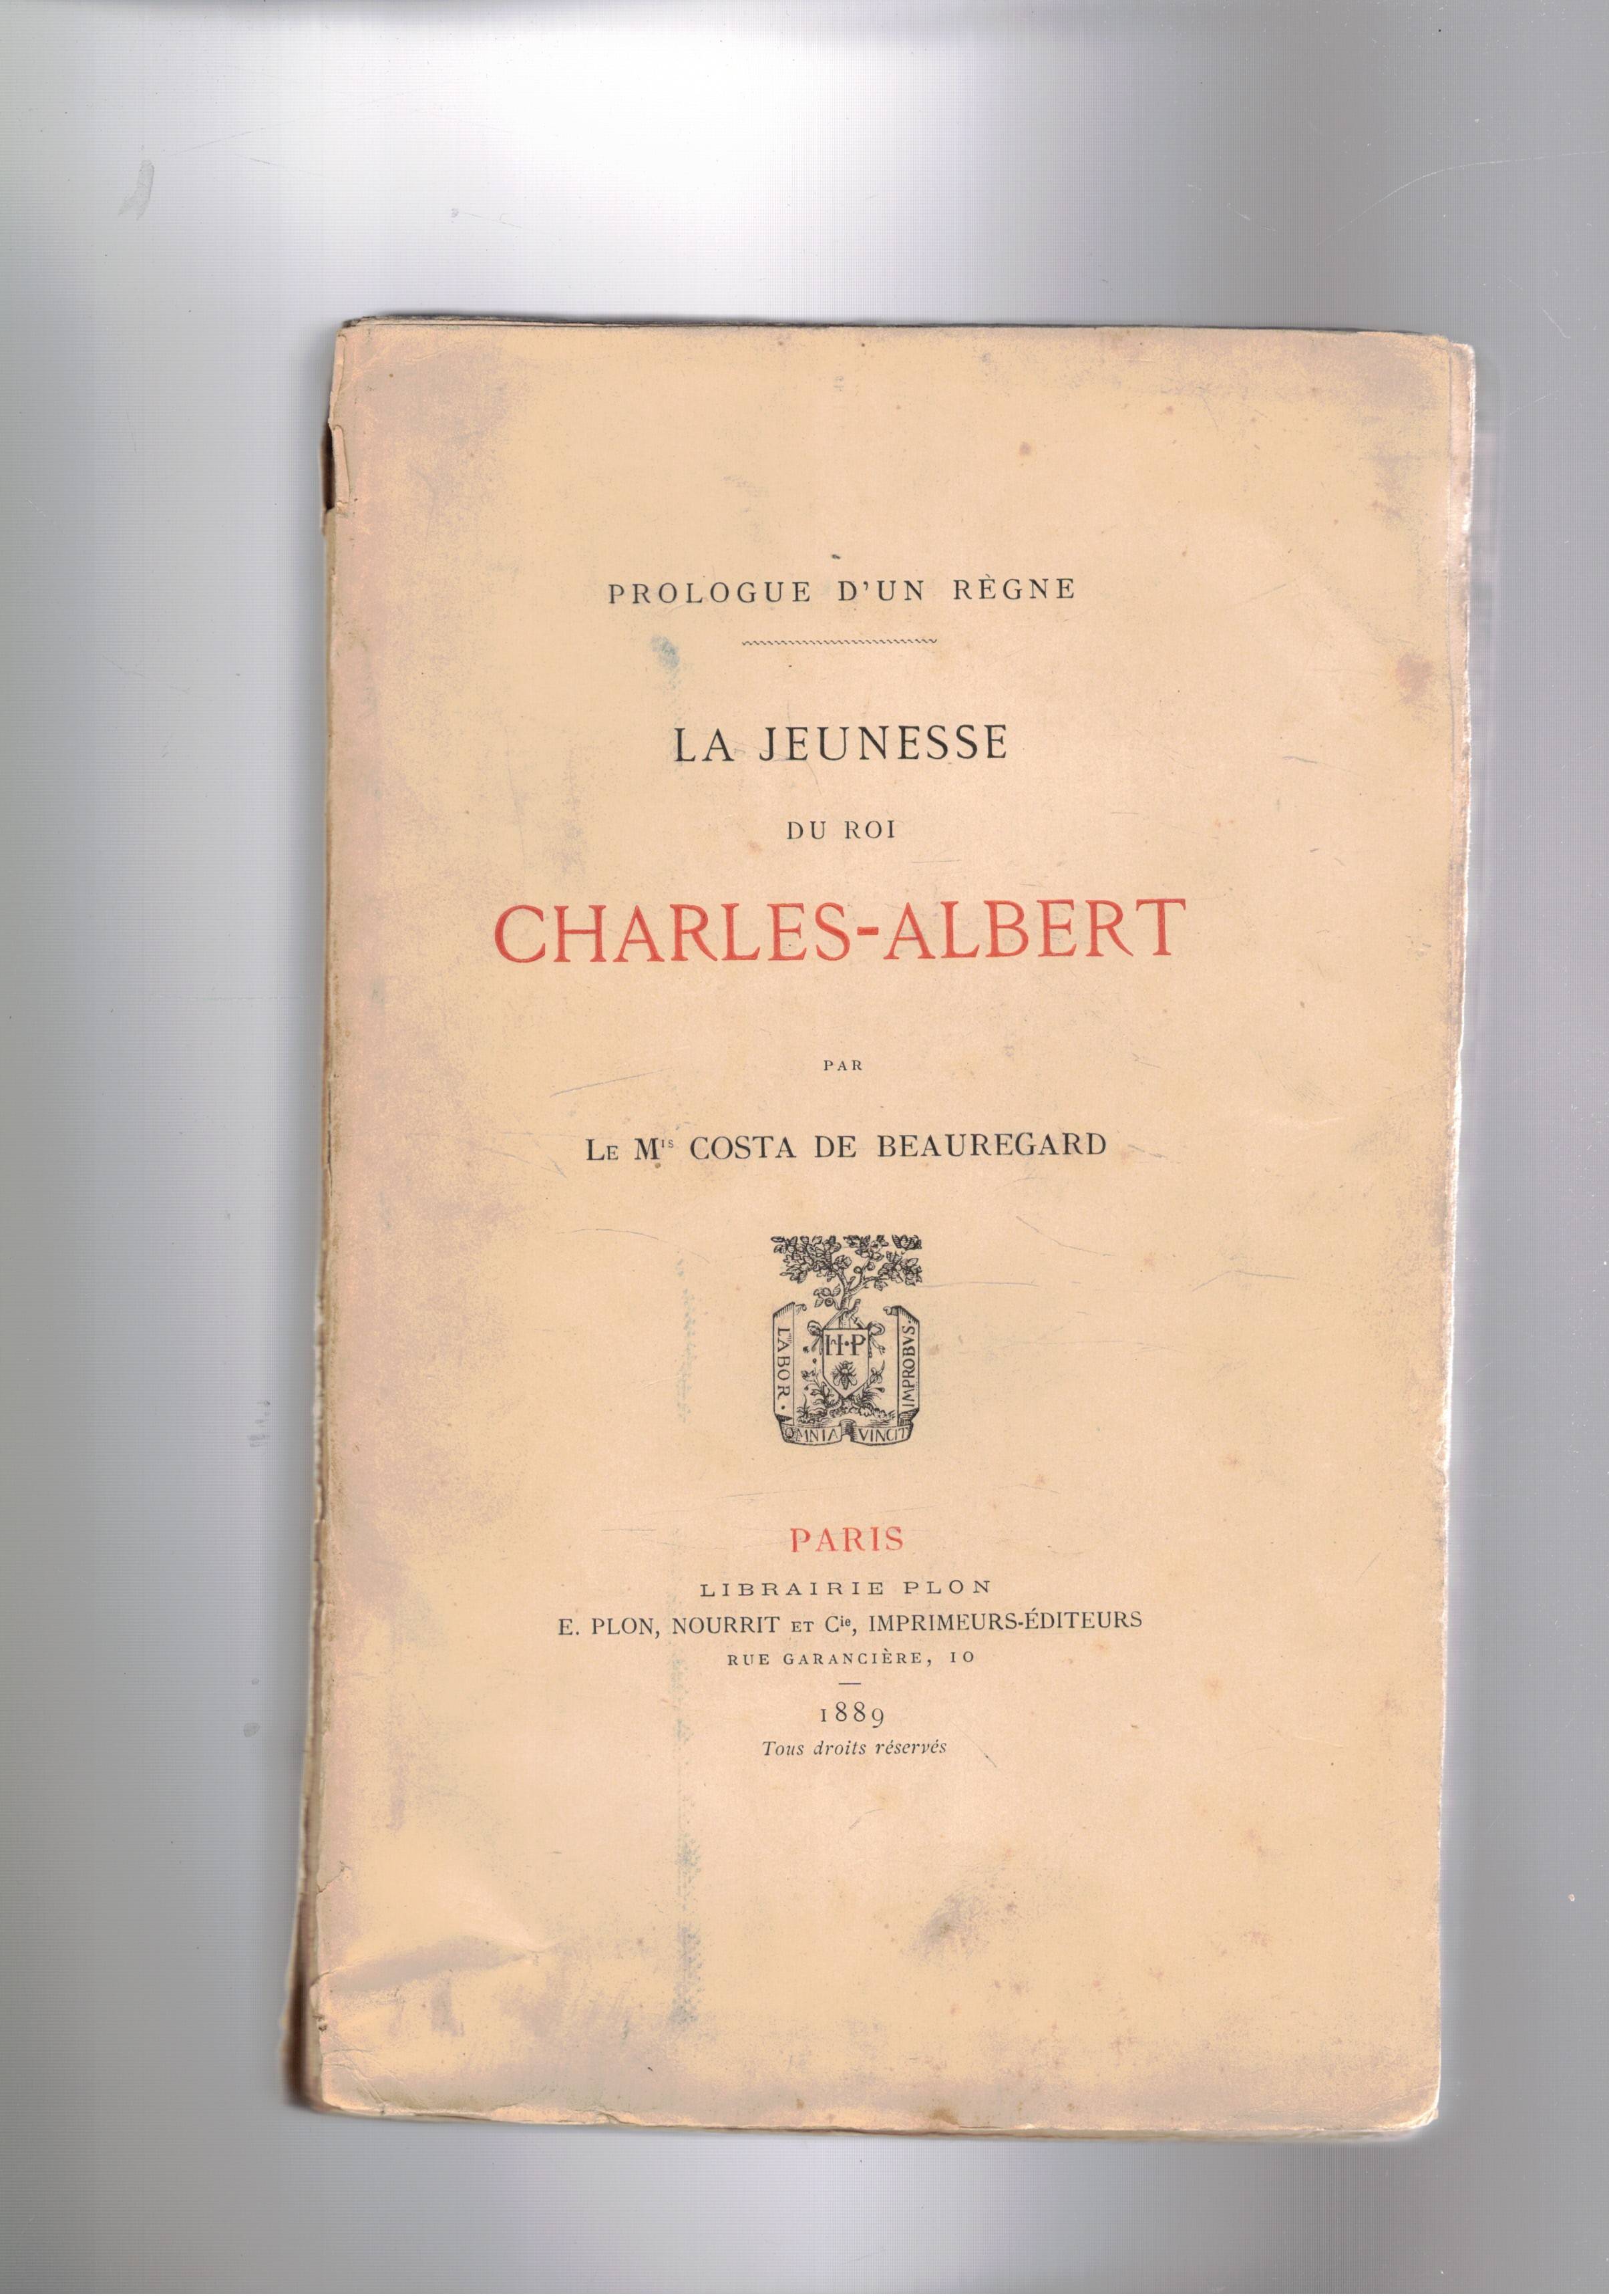 PROLOGUE D'UN RÈGNE
LA JEUNESSE
DU ROI
CHARLES-ALBERT
PAR
LE Mis COSTA DE BEAUREGARD
H·P
LABOR·
IMPROBVS·
OMNIA VINCIT
PARIS
LIBRAIRIE PLON
E. PLON, NOURRIT ET Cie, IMPRIMEURS-ÉDITEURS
RUE GARANCIÈRE, 10
1889
Tous droits réservés